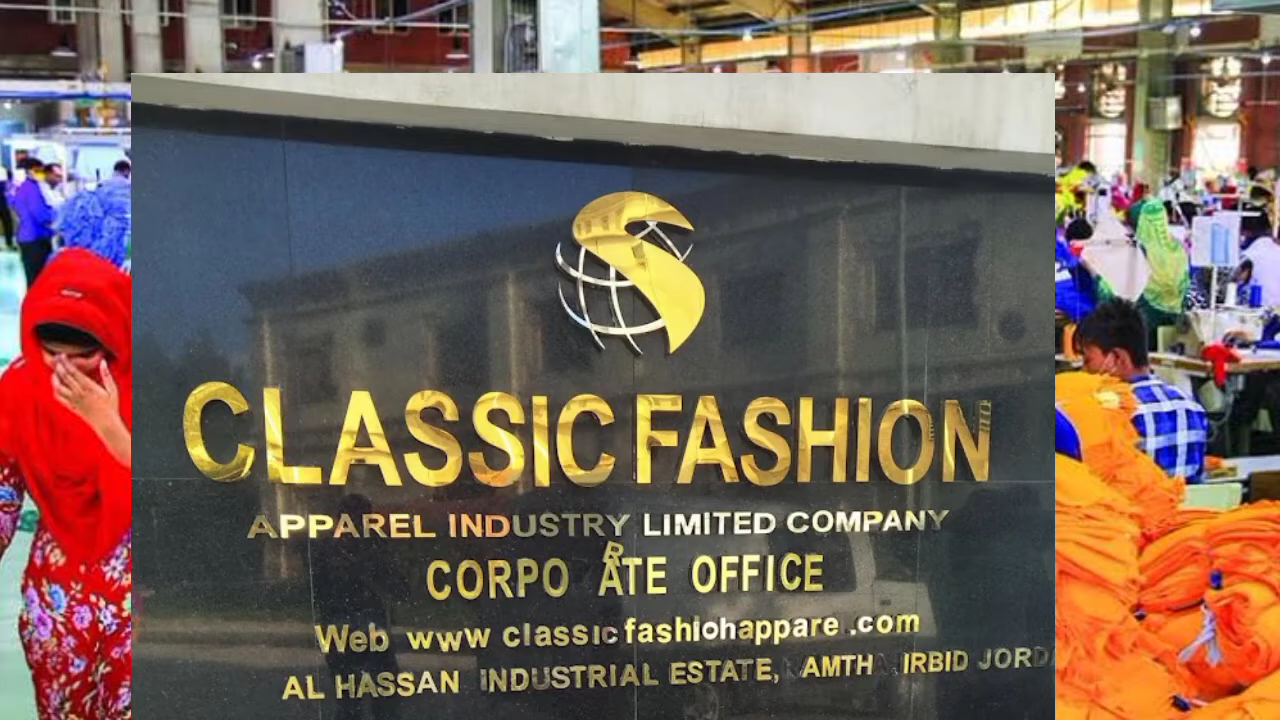 CLASSIC FASHION
APPAREL INDUSTRY LIMITED COMPANY
CORPORATE OFFICE
Web www classicfashiohappare .com
AL HASSAN INDUSTRIAL ESTATE, AMTH IRBID JORD